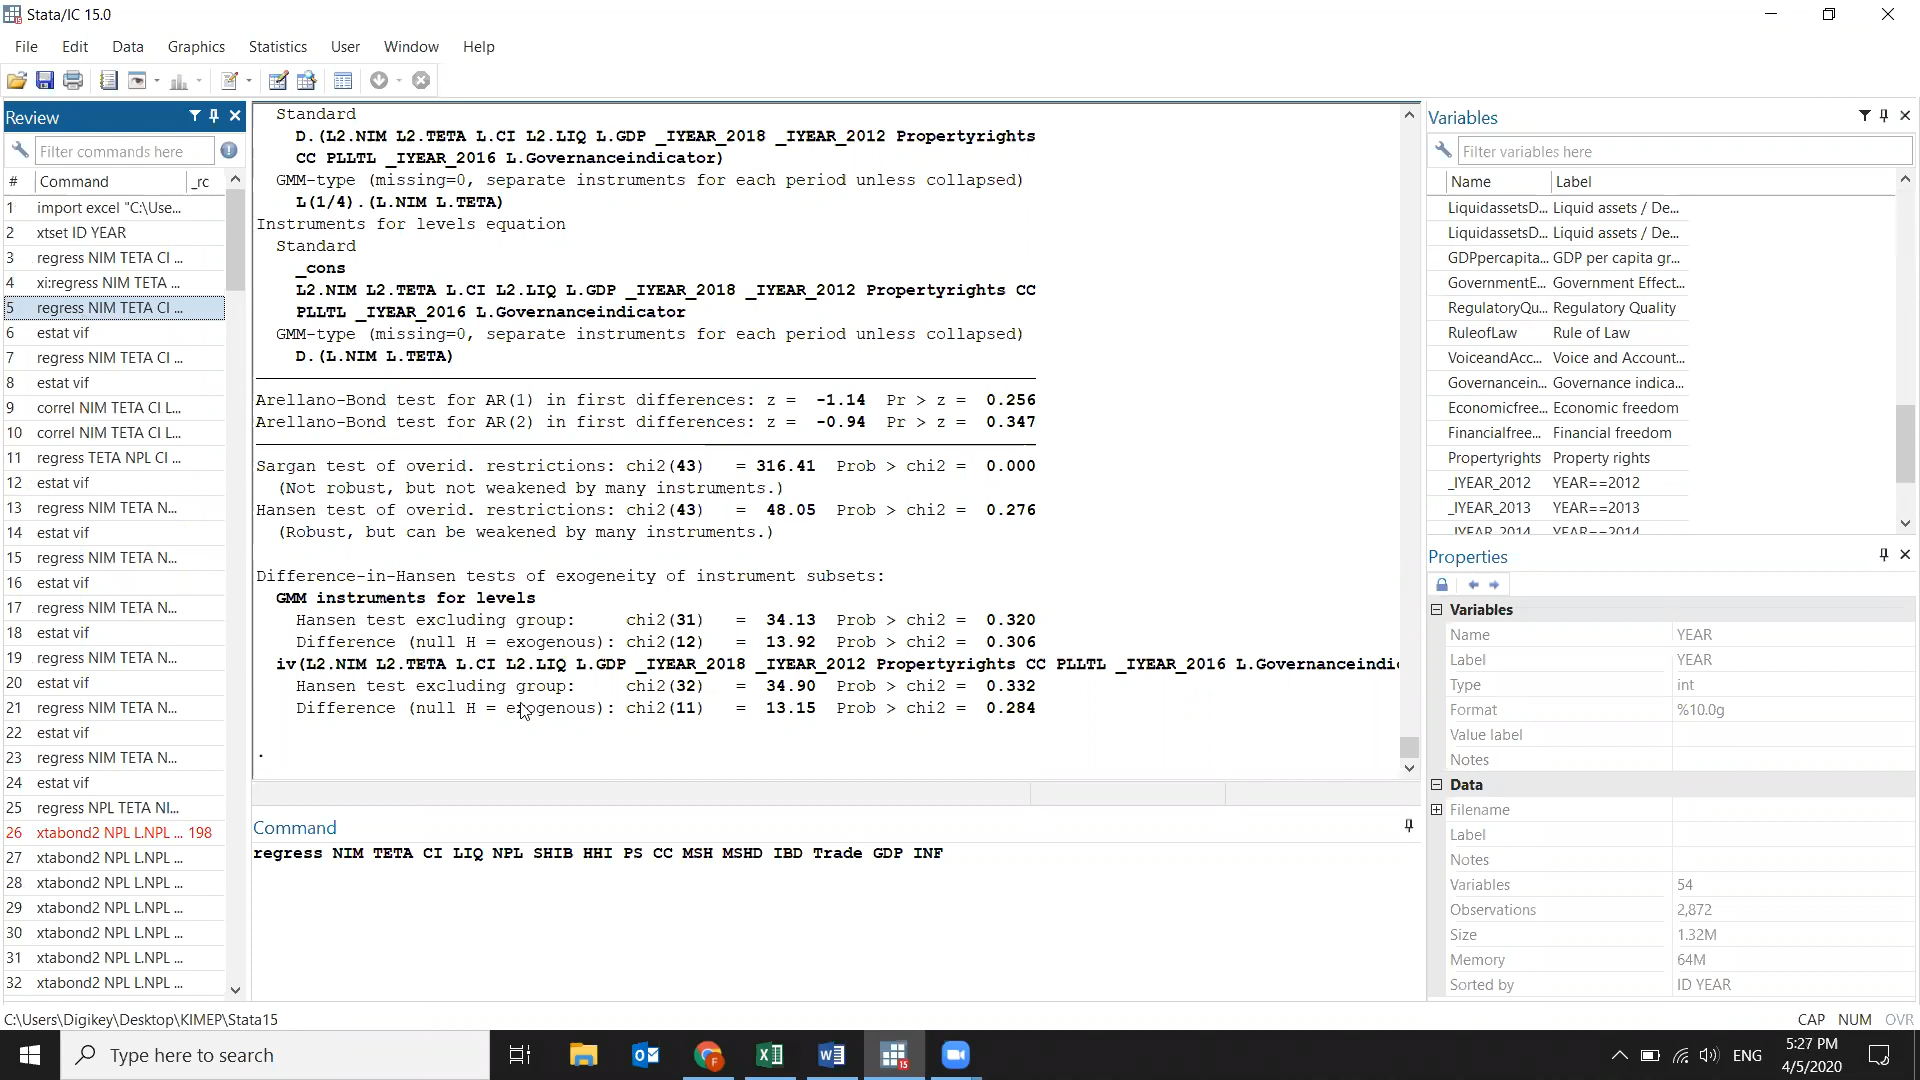 Stata/IC 15.0
File Edit Data Graphics Statistics User Window Help
Review
Filter commands here
# Command _rc
1 import excel "C:\Use...
2 xtset ID YEAR
3 regress NIM TETA CI ...
4 xi:regress NIM TETA ...
5 regress NIM TETA CI ...
6 estat vif
7 regress NIM TETA CI ...
8 estat vif
9 correl NIM TETA CI L...
10 correl NIM TETA CI L...
11 regress TETA NPL CI ...
12 estat vif
13 regress NIM TETA N...
14 estat vif
15 regress NIM TETA N...
16 estat vif
17 regress NIM TETA N...
18 estat vif
19 regress NIM TETA N...
20 estat vif
21 regress NIM TETA N...
22 estat vif
23 regress NIM TETA N...
24 estat vif
25 regress NPL TETA NI...
26 xtabond2 NPL L.NPL ... 198
27 xtabond2 NPL L.NPL ...
28 xtabond2 NPL L.NPL ...
29 xtabond2 NPL L.NPL ...
30 xtabond2 NPL L.NPL ...
31 xtabond2 NPL L.NPL ...
32 xtabond2 NPL L.NPL ...
Standard
D.(L2.NIM L2.TETA L.CI L2.LIQ L.GDP _IYEAR_2018 _IYEAR_2012 Propertyrights
CC PLLTL _IYEAR_2016 L.Governanceindicator)
GMM-type (missing=0, separate instruments for each period unless collapsed)
L(1/4).(L.NIM L.TETA)
Instruments for levels equation
Standard
_cons
L2.NIM L2.TETA L.CI L2.LIQ L.GDP _IYEAR_2018 _IYEAR_2012 Propertyrights CC
PLLTL _IYEAR_2016 L.Governanceindicator
GMM-type (missing=0, separate instruments for each period unless collapsed)
D.(L.NIM L.TETA)
Arellano-Bond test for AR(1) in first differences: z = -1.14 Pr > z = 0.256
Arellano-Bond test for AR(2) in first differences: z = -0.94 Pr > z = 0.347
Sargan test of overid. restrictions: chi2(43) = 316.41 Prob > chi2 = 0.000
(Not robust, but not weakened by many instruments.)
Hansen test of overid. restrictions: chi2(43) = 48.05 Prob > chi2 = 0.276
(Robust, but can be weakened by many instruments.)
Difference-in-Hansen tests of exogeneity of instrument subsets:
GMM instruments for levels
Hansen test excluding group: chi2(31) = 34.13 Prob > chi2 = 0.320
Difference (null H = exogenous): chi2(12) = 13.92 Prob > chi2 = 0.306
iv(L2.NIM L2.TETA L.CI L2.LIQ L.GDP _IYEAR_2018 _IYEAR_2012 Propertyrights CC PLLTL _IYEAR_2016 L.Governanceindi
Hansen test excluding group: chi2(32) = 34.90 Prob > chi2 = 0.332
Difference (null H = exogenous): chi2(11) = 13.15 Prob > chi2 = 0.284
.
Command
regress NIM TETA CI LIQ NPL SHIB HHI PS CC MSH MSHD IBD Trade GDP INF
Variables
Filter variables here
Name Label
LiquidassetsD... Liquid assets / De...
LiquidassetsD... Liquid assets / De...
GDPpercapita... GDP per capita gr...
GovernmentE... Government Effect...
RegulatoryQu... Regulatory Quality
RuleofLaw Rule of Law
VoiceandAcc... Voice and Account...
Governancein... Governance indica...
Economicfree... Economic freedom
Financialfree... Financial freedom
Propertyrights Property rights
_IYEAR_2012 YEAR==2012
_IYEAR_2013 YEAR==2013
_IYEAR_2014 YEAR==2014
Properties
Variables
Name YEAR
Label YEAR
Type int
Format %10.0g
Value label
Notes
Data
Filename
Label
Notes
Variables 54
Observations 2,872
Size 1.32M
Memory 64M
Sorted by ID YEAR
C:\Users\Digikey\Desktop\KIMEP\Stata15
CAP NUM OVR
Type here to search
ENG
5:27 PM
4/5/2020